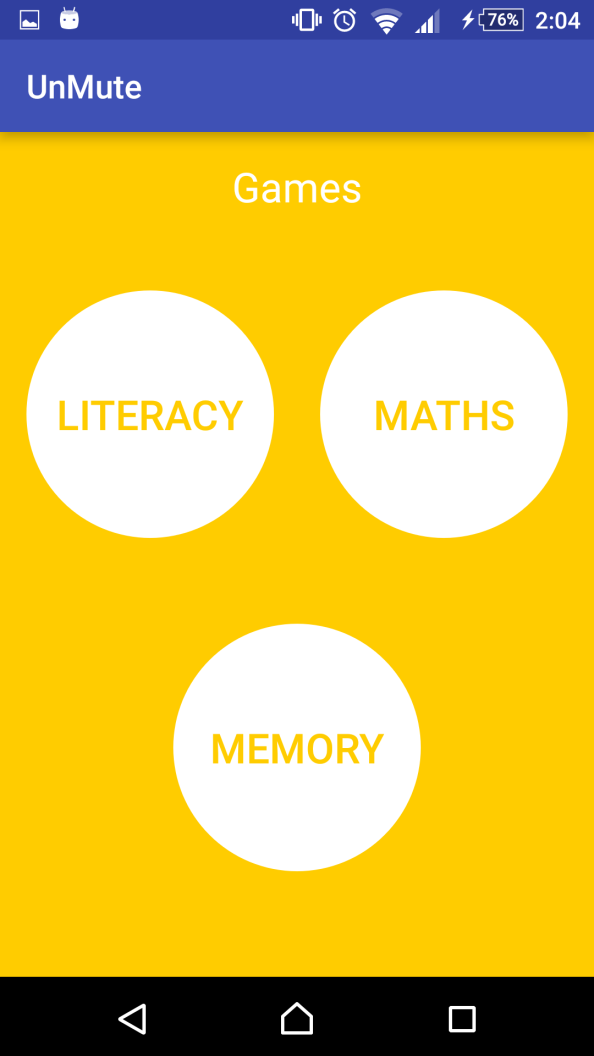 76% 2:04
UnMute
Games
LITERACY MATHS
MEMORY